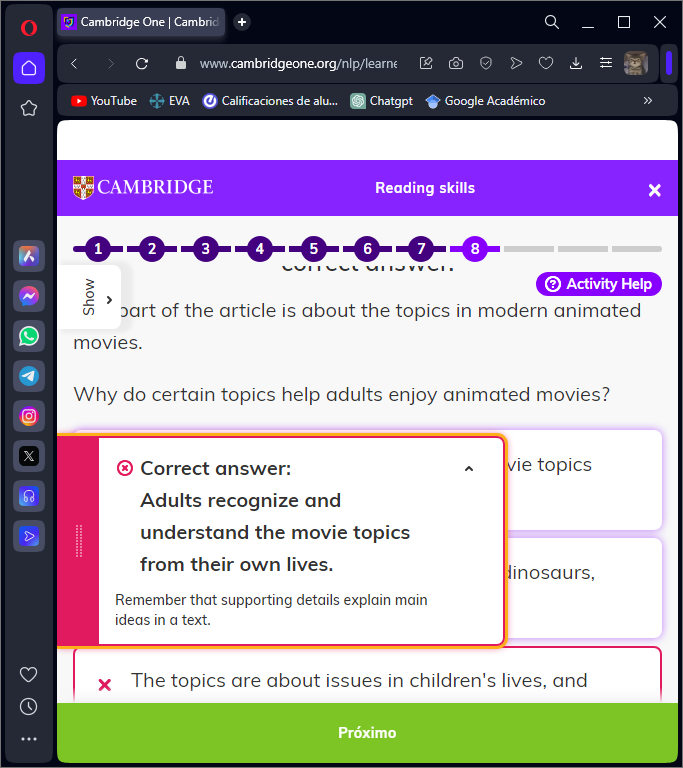 Cambridge One | Cambrid
www.cambridgeone.org/nlp/learne
YouTube
EVA
Calificaciones de alu...
Chatgpt
Google Académico
»
CAMBRIDGE
Reading skills
1 2 3 4 5 6 7 8
correct answer.
Show
Activity Help
part of the article is about the topics in modern animated
movies.
Why do certain topics help adults enjoy animated movies?
vie topics
Correct answer:
Adults recognize and
understand the movie topics
from their own lives.
dinosaurs,
Remember that supporting details explain main
ideas in a text.
The topics are about issues in children's lives, and
Próximo